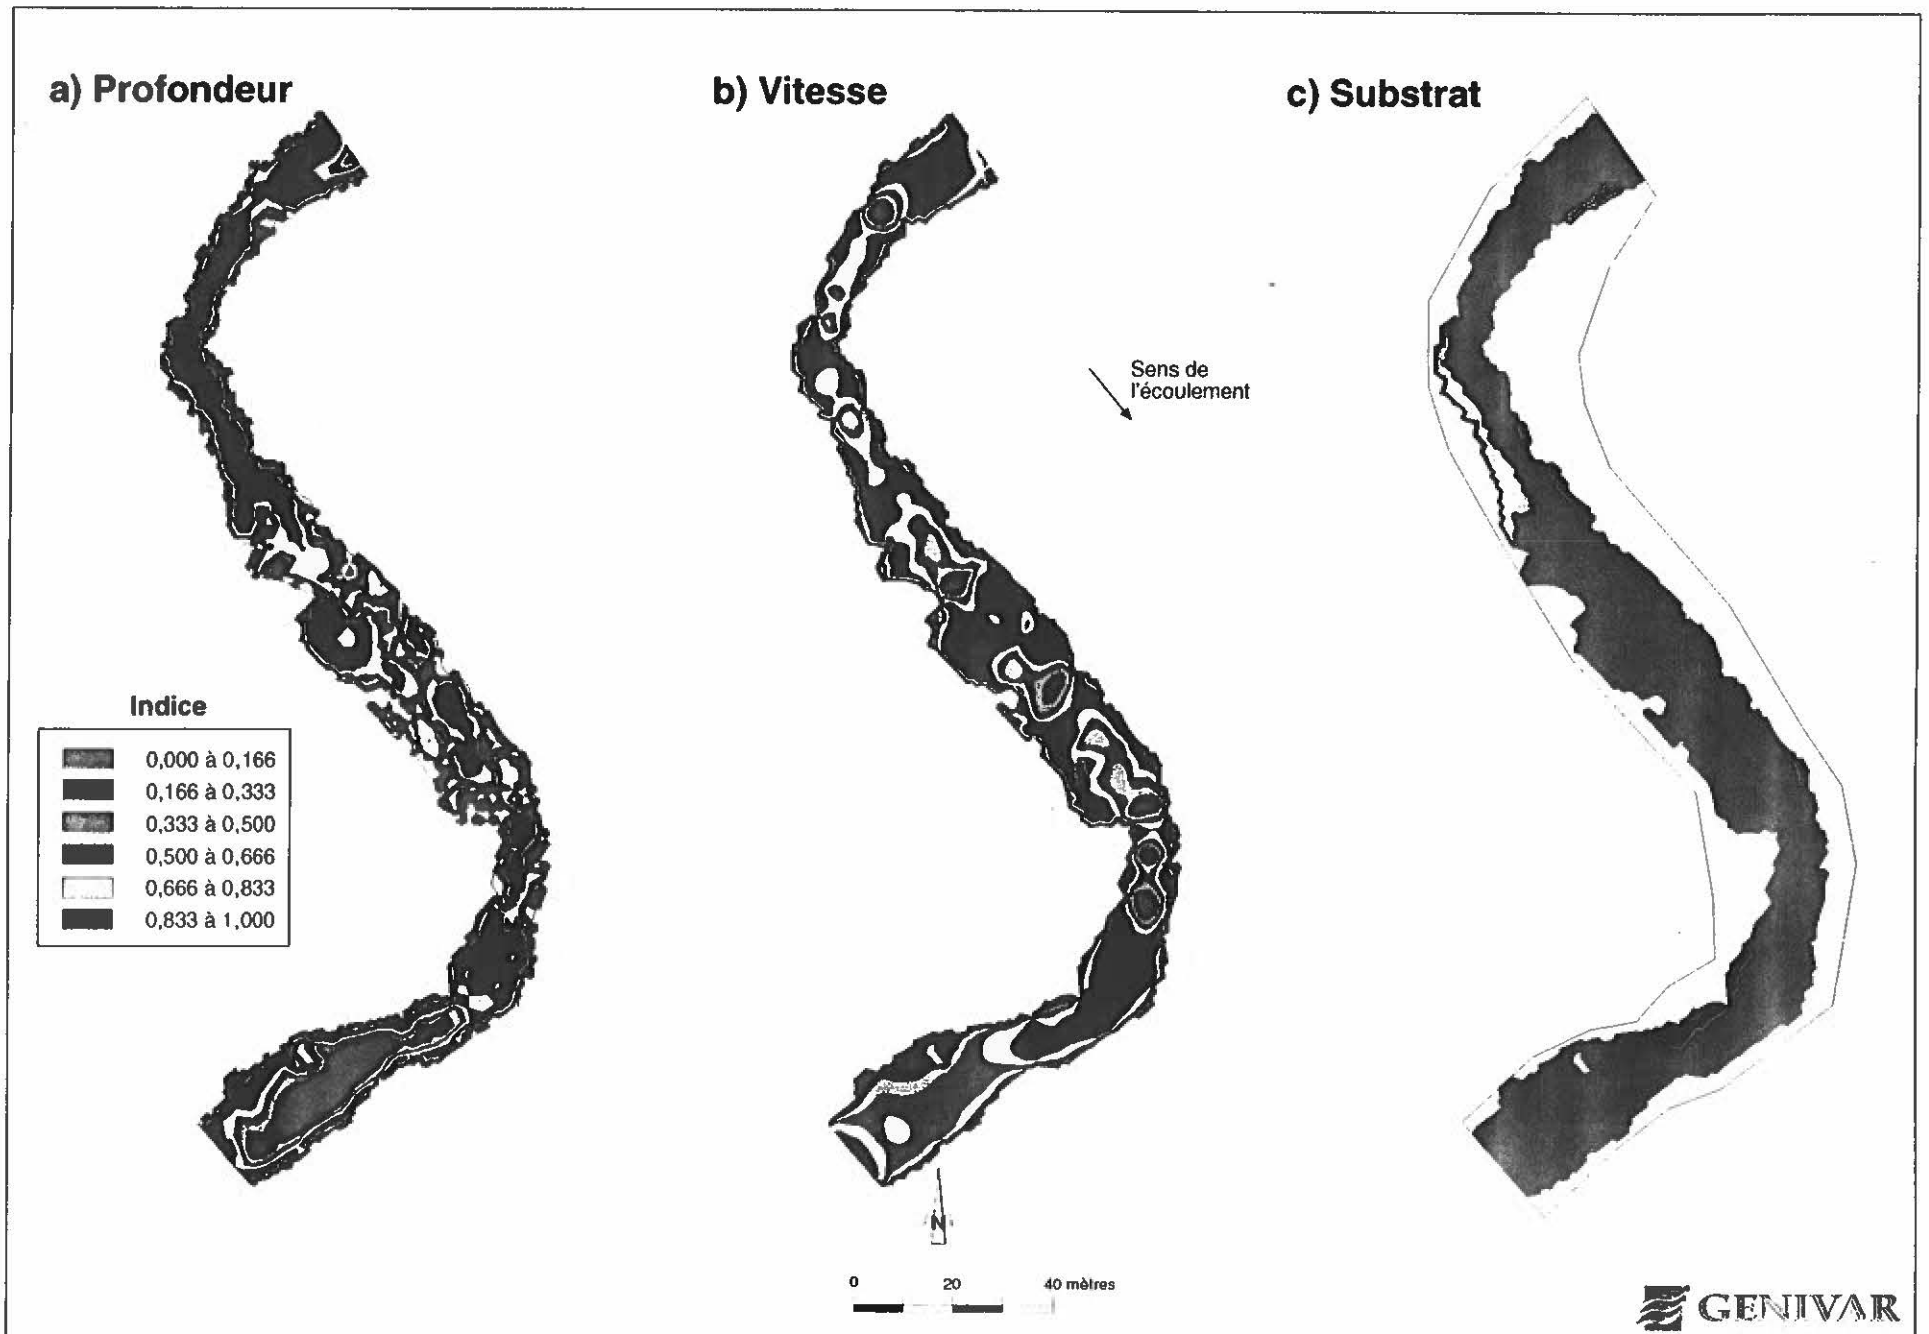 a) Profondeur
b) Vitesse
c) Substrat
Sens de
l'écoulement
Indice
0,000 à 0,166
0,166 à 0,333
0,333 à 0,500
0,500 à 0,666
0,666 à 0,833
0,833 à 1,000
N
0 20 40 mètres
GENIVAR